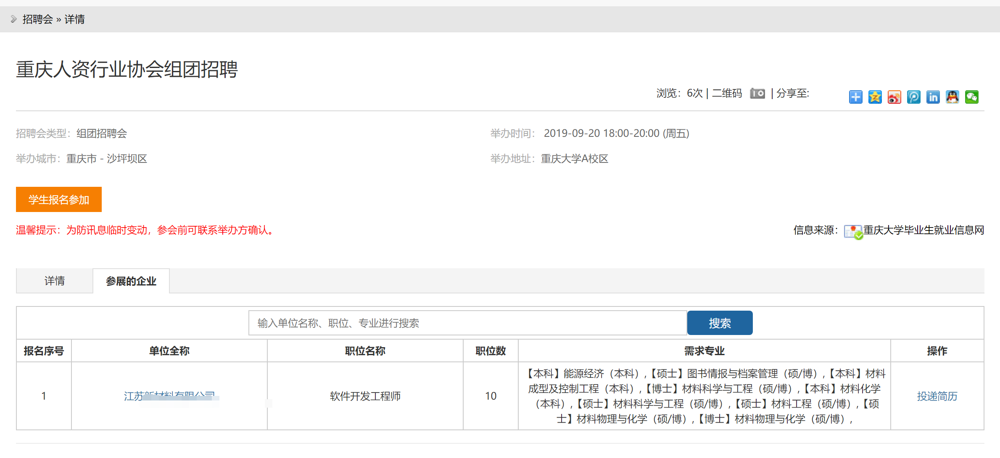 招聘会 » 详情
重庆人资行业协会组团招聘
浏览：6次 | 二维码 | 分享至:
招聘会类型：组团招聘会
举办时间： 2019-09-20 18:00-20:00 (周五)
举办城市：重庆市 - 沙坪坝区
举办地址：重庆大学A校区
学生报名参加
温馨提示：为防讯息临时变动，参会前可联系举办方确认。
信息来源：重庆大学毕业生就业信息网
详情
参展的企业
输入单位名称、职位、专业进行搜索
搜索
报名序号 单位全称 职位名称 职位数 需求专业 操作
【本科】能源经济（本科）,【硕士】图书情报与档案管理（硕/博）,【本科】材料
成型及控制工程（本科）,【博士】材料科学与工程（硕/博）,【本科】材料化学
1 江苏新材料有限公司 软件开发工程师 10 投递简历
（本科）,【硕士】材料科学与工程（硕/博）,【硕士】材料工程（硕/博）,【硕
士】材料物理与化学（硕/博）,【博士】材料物理与化学（硕/博）,